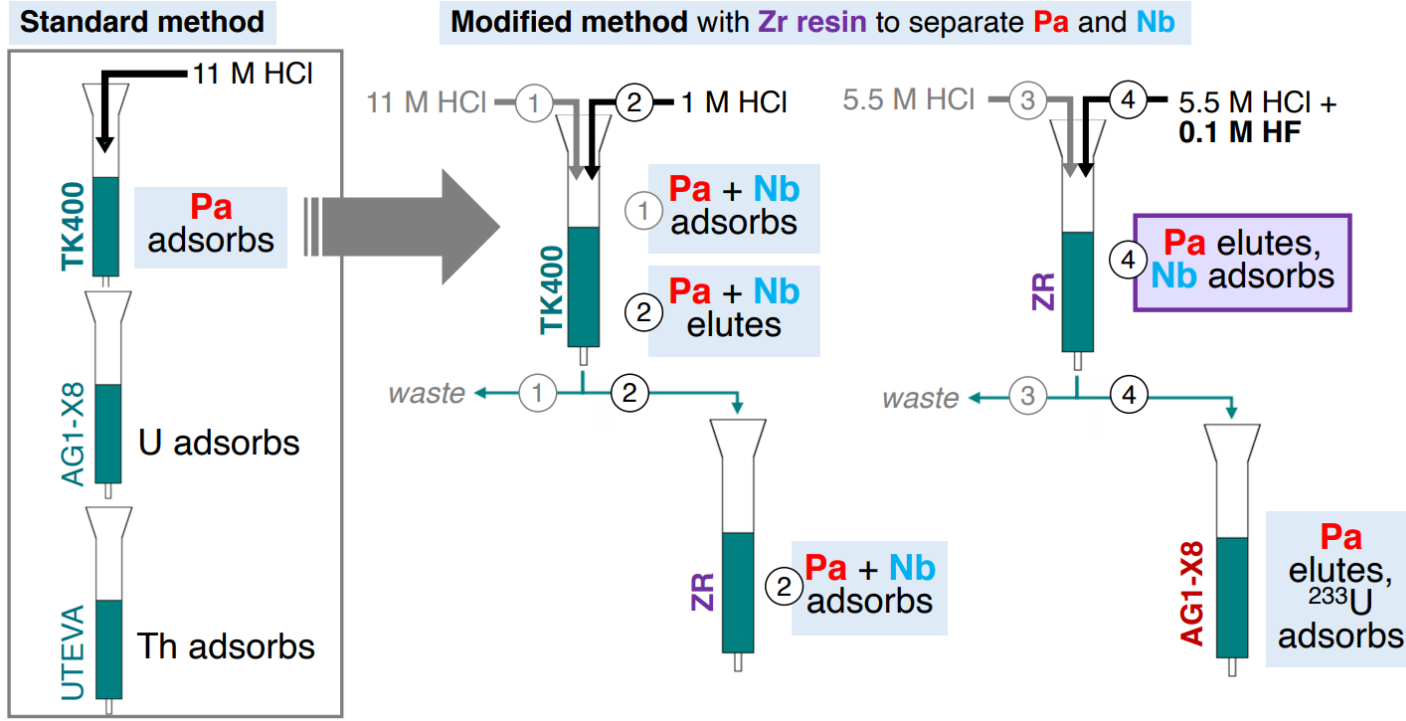 Standard method
Modified method with Zr resin to separate Pa and Nb
11 M HCl
TK400
Pa
adsorbs
AG1-X8
U adsorbs
UTEVA
Th adsorbs
11 M HCl
1
2
1 M HCl
TK400
1
Pa + Nb
adsorbs
2
Pa + Nb
elutes
waste
1
2
ZR
2
Pa + Nb
adsorbs
5.5 M HCl
3
4
5.5 M HCl +
0.1 M HF
ZR
4
Pa elutes,
Nb adsorbs
waste
3
4
AG1-X8
Pa
elutes,
²³³U
adsorbs